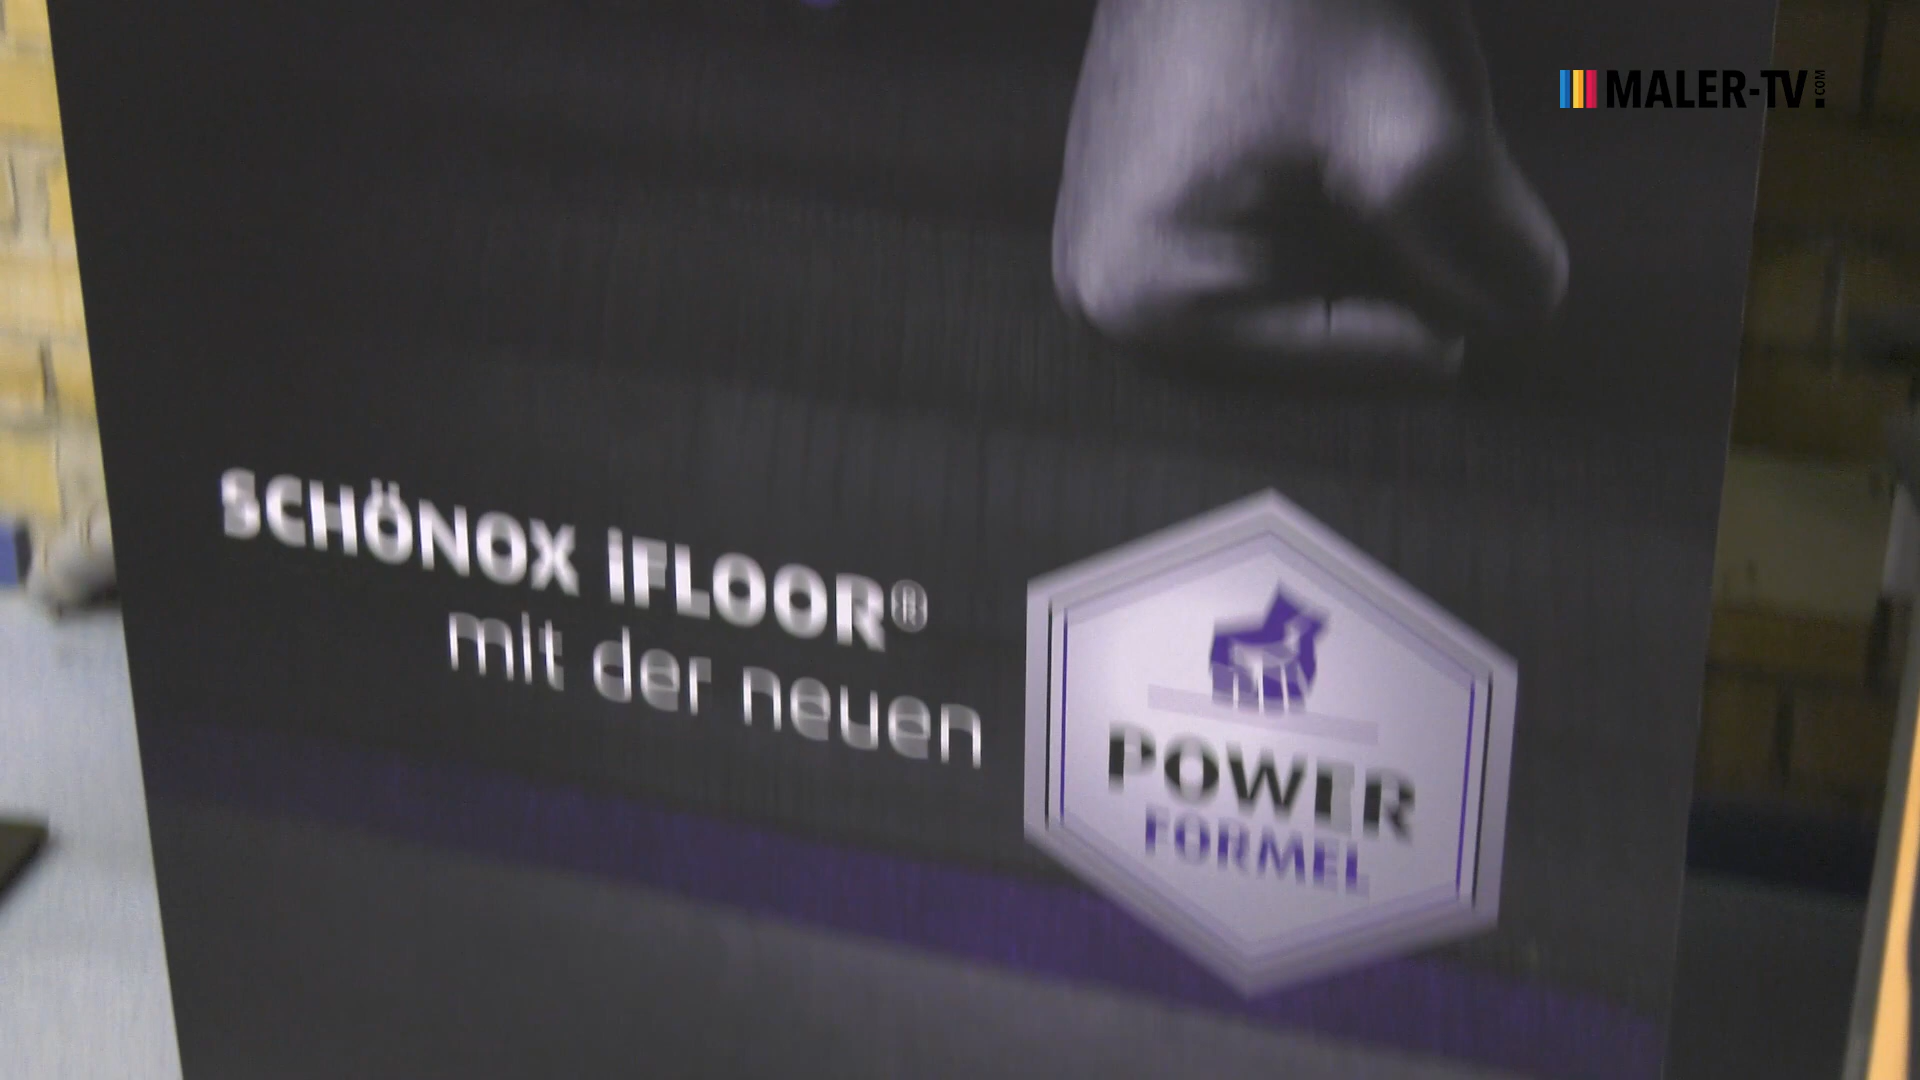 MALER-TV.COM
SCHÖNOX iFLOOR®
mit der neuen
POWER
FORMEL